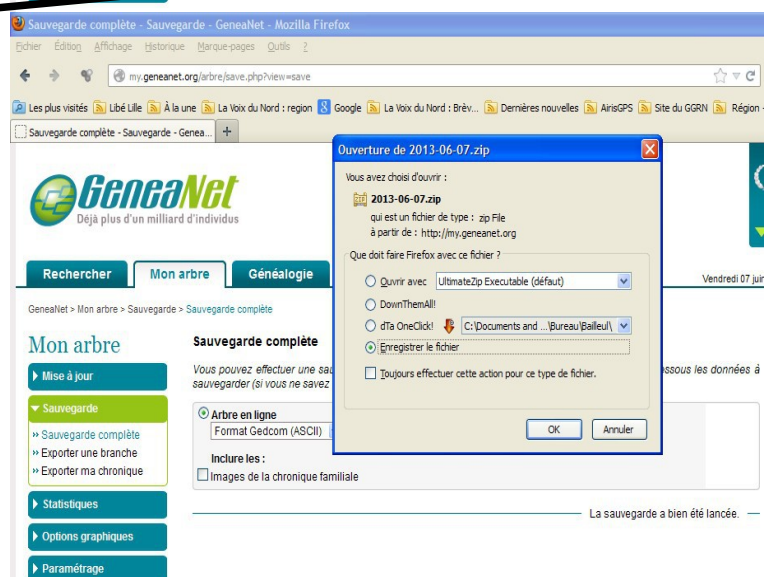 Sauvegarde complète - Sauvegarde - GeneaNet - Mozilla Firefox
Fichier Édition Affichage Historique Marque-pages Outils ?
my.geneanet.org/arbre/save.php?view=save
Les plus visités Libé Lille À la une La Voix du Nord : region Google La Voix du Nord : Brèv... Dernières nouvelles AirisGPS Site du GGRN Région
Sauvegarde complète - Sauvegarde - Genea... +
Ouverture de 2013-06-07.zip
Vous avez choisi d'ouvrir :
2013-06-07.zip
qui est un fichier de type : zip File
à partir de : http://my.geneanet.org
Que doit faire Firefox avec ce fichier ?
Ouvrir avec UltimateZip Executable (défaut)
DownThemAll!
dTa OneClick! C:\Documents and ...\Bureau\Bailleul\
Enregistrer le fichier
Toujours effectuer cette action pour ce type de fichier.
OK Annuler
GeneaNet
Déjà plus d'un milliard d'individus
Rechercher Mon arbre Généalogie
Vendredi 07 juin
GeneaNet > Mon arbre > Sauvegarde > Sauvegarde complète
Mon arbre
Mise à jour
Sauvegarde
» Sauvegarde complète
» Exporter une branche
» Exporter ma chronique
Statistiques
Options graphiques
Paramétrage
Sauvegarde complète
Vous pouvez effectuer une sau ssous les données à
sauvegarder (si vous ne savez
Arbre en ligne
Format Gedcom (ASCII)
Inclure les :
Images de la chronique familiale
La sauvegarde a bien été lancée.